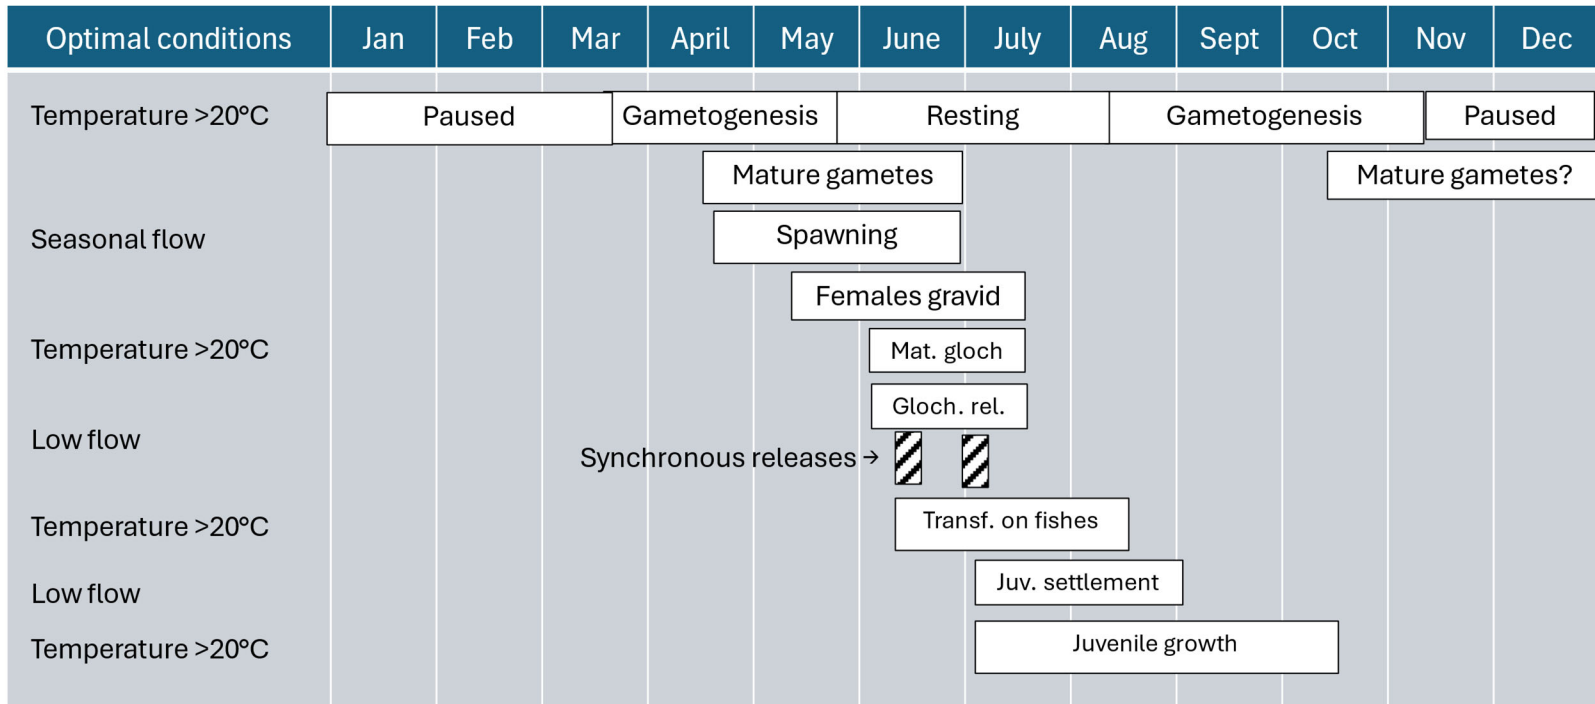 Optimal conditions Jan Feb Mar April May June July Aug Sept Oct Nov Dec
Temperature >20°C Paused Gametogenesis Resting Gametogenesis Paused
Mature gametes Mature gametes?
Seasonal flow Spawning
Females gravid
Temperature >20°C Mat. gloch
Gloch. rel.
Low flow
Synchronous releases →
Temperature >20°C Transf. on fishes
Low flow Juv. settlement
Temperature >20°C Juvenile growth